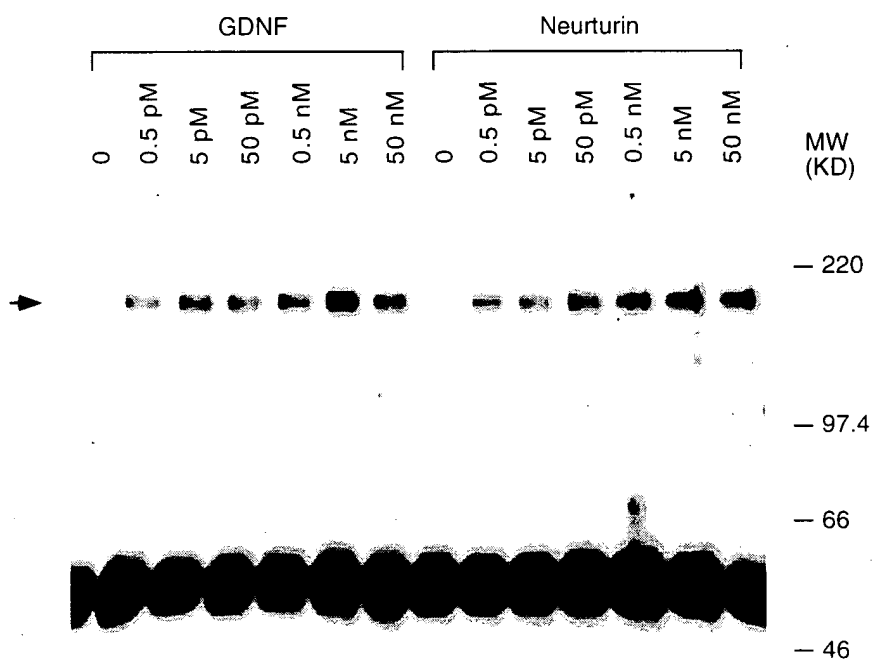 GDNF
Neurturin
0
0.5 pM
5 pM
50 pM
0.5 nM
5 nM
50 nM
0
0.5 pM
5 pM
50 pM
0.5 nM
5 nM
50 nM
MW
(KD)
— 220
— 97.4
— 66
— 46